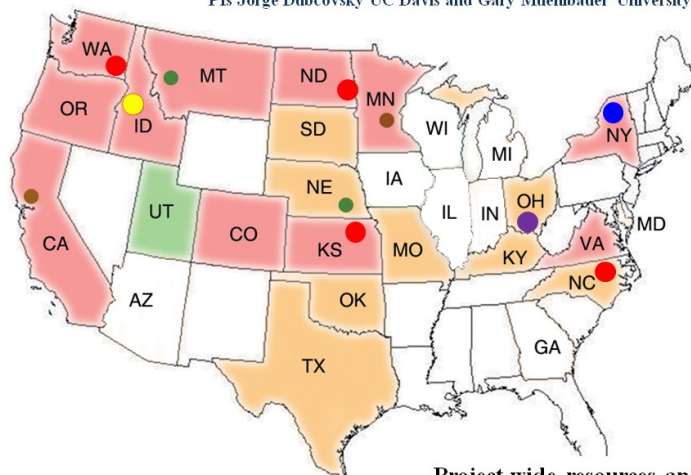 PIs Jorge Dubcovsky UC Davis and Gary Muehlbauer University
WA
MT
ND
MN
OR
ID
SD
WI
MI
NY
IA
NE
UT
CO
KS
MO
IL
IN
OH
MD
KY
VA
CA
AZ
OK
NC
TX
GA
Project wide resources an